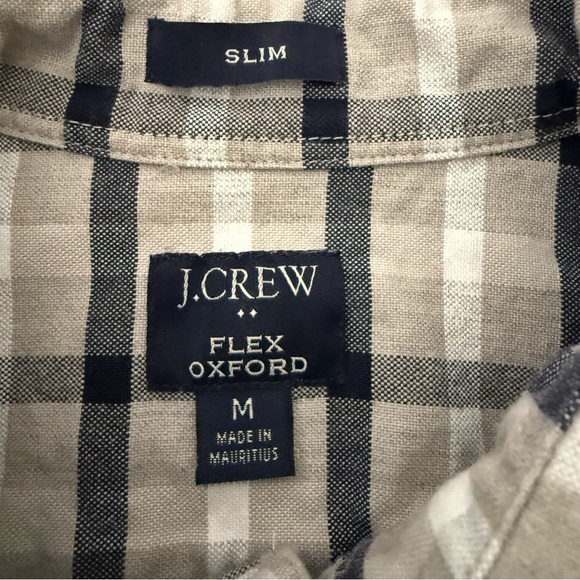 SLIM
J.CREW
FLEX
OXFORD
M
MADE IN
MAURITIUS